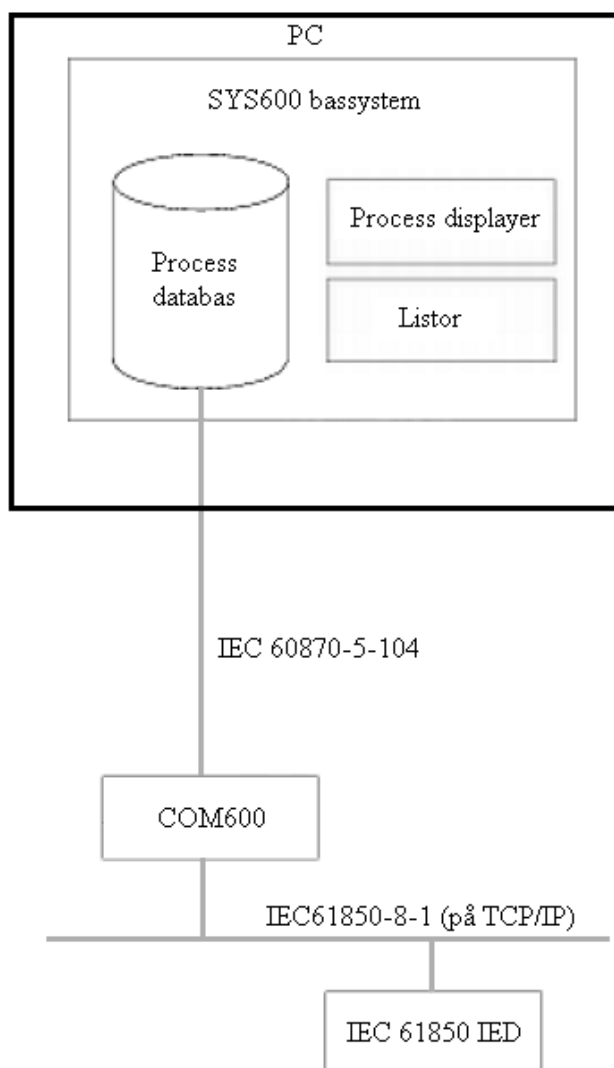 PC
SYS600 bassystem
Process displayer
Process
databas
Listor
IEC 60870-5-104
COM600
IEC61850-8-1 (på TCP/IP)
IEC 61850 IED